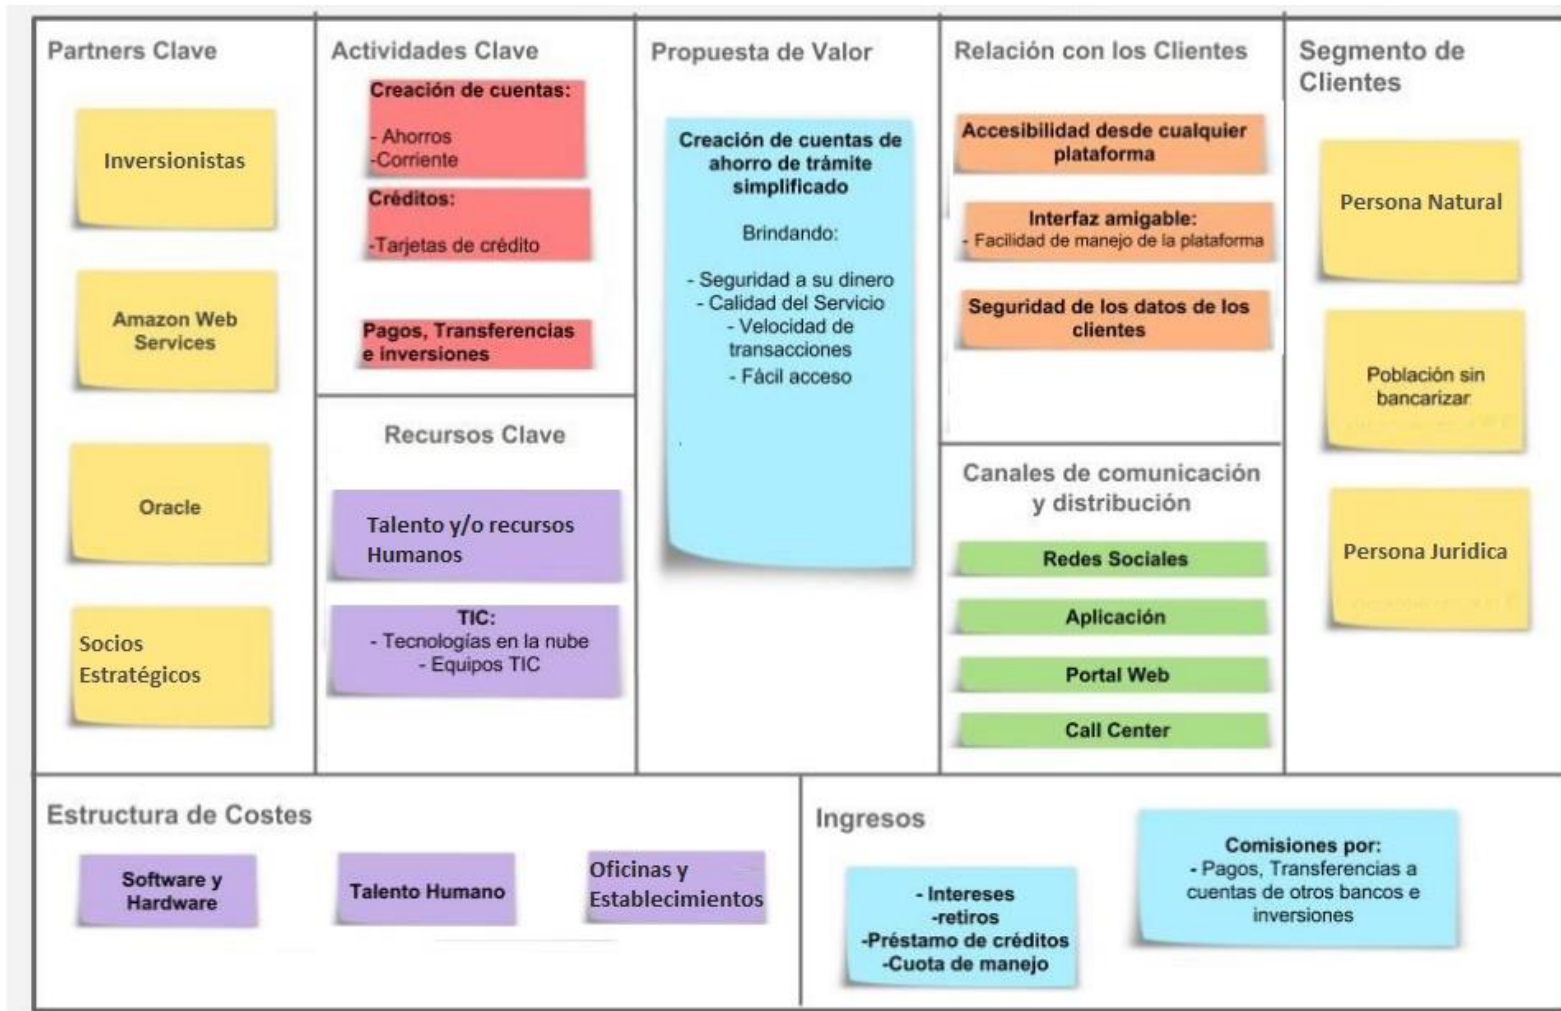 Partners Clave
Inversionistas
Amazon Web
Services
Oracle
Socios
Estratégicos
Actividades Clave
Creación de cuentas:
- Ahorros
-Corriente
Créditos:
-Tarjetas de crédito
Pagos, Transferencias
e inversiones
Recursos Clave
Talento y/o recursos
Humanos
TIC:
- Tecnologías en la nube
- Equipos TIC
Propuesta de Valor
Creación de cuentas de
ahorro de trámite
simplificado
Brindando:
- Seguridad a su dinero
- Calidad del Servicio
- Velocidad de
transacciones
- Fácil acceso
Relación con los Clientes
Accesibilidad desde cualquier
plataforma
Interfaz amigable:
- Facilidad de manejo de la plataforma
Seguridad de los datos de los
clientes
Canales de comunicación
y distribución
Redes Sociales
Aplicación
Portal Web
Call Center
Segmento de
Clientes
Persona Natural
Población sin
bancarizar
Persona Juridica
Estructura de Costes
Software y
Hardware
Talento Humano
Oficinas y
Establecimientos
Ingresos
- Intereses
-retiros
-Préstamo de créditos
-Cuota de manejo
Comisiones por:
- Pagos, Transferencias a
cuentas de otros bancos e
inversiones